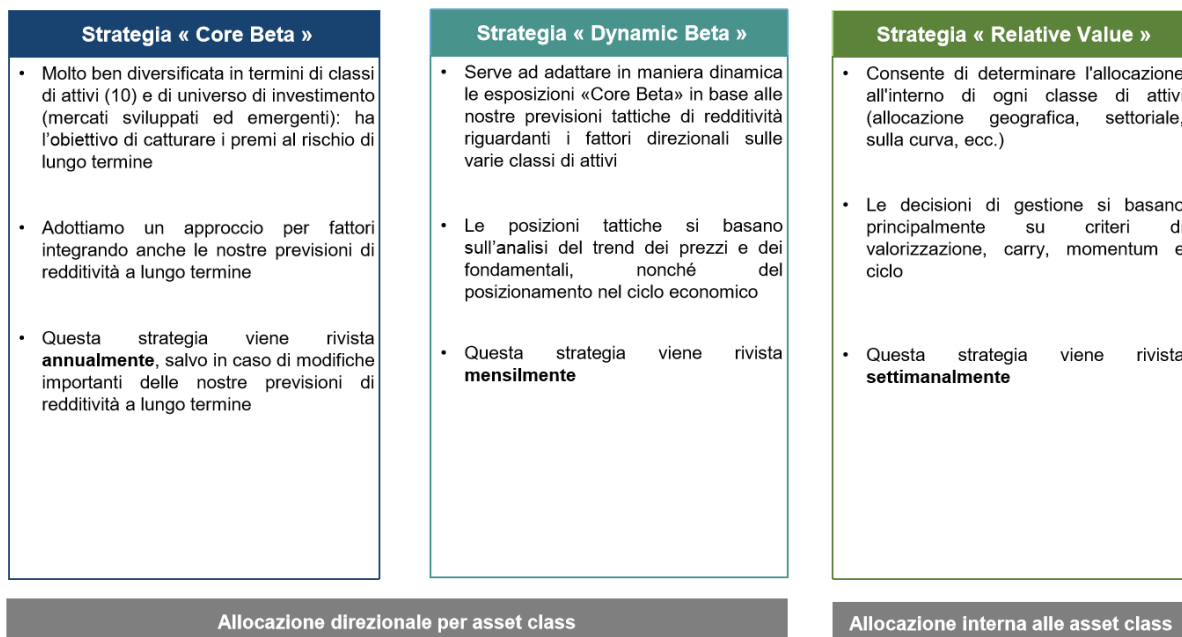 Strategia « Core Beta »
• Molto ben diversificata in termini di classi
di attivi (10) e di universo di investimento
(mercati sviluppati ed emergenti): ha
l'obiettivo di catturare i premi al rischio di
lungo termine
• Adottiamo un approccio per fattori
integrando anche le nostre previsioni di
redditività a lungo termine
• Questa strategia viene rivista
annualmente, salvo in caso di modifiche
importanti delle nostre previsioni di
redditività a lungo termine
Strategia « Dynamic Beta »
• Serve ad adattare in maniera dinamica
le esposizioni «Core Beta» in base alle
nostre previsioni tattiche di redditività
riguardanti i fattori direzionali sulle
varie classi di attivi
• Le posizioni tattiche si basano
sull'analisi del trend dei prezzi e dei
fondamentali, nonché del
posizionamento nel ciclo economico
• Questa strategia viene rivista
mensilmente
Strategia « Relative Value »
• Consente di determinare l'allocazione
all'interno di ogni classe di attivi
(allocazione geografica, settoriale,
sulla curva, ecc.)
• Le decisioni di gestione si basano
principalmente su criteri di
valorizzazione, carry, momentum e
ciclo
• Questa strategia viene rivista
settimanalmente
Allocazione direzionale per asset class
Allocazione interna alle asset class